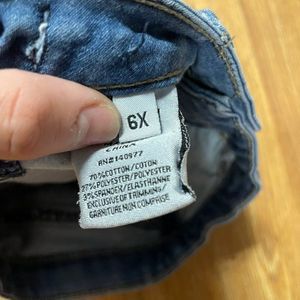 6X
CHINA
RN#140977
70%COTTON/COTON
27%POLYESTER/POLYESTER
3%SPANDEX/ELASTHANNE
EXCLUSIVE OF TRIMMING/
GARNITURE NON COMPRISE